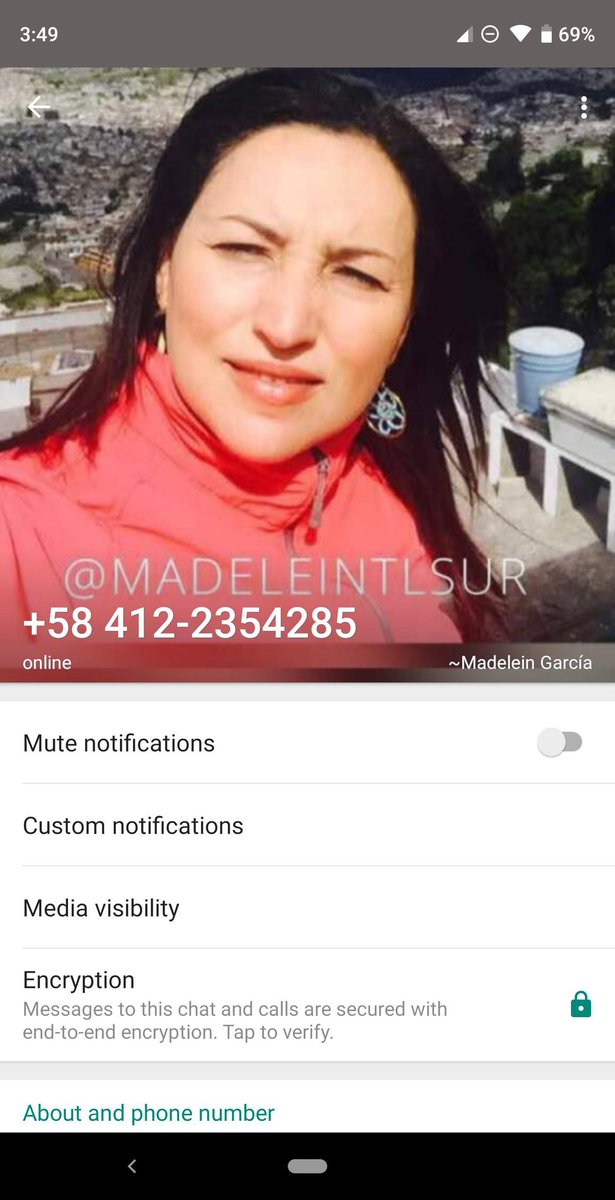 3:49
69%
@MADELEINTLSUR
+58 412-2354285
online
~Madelein García
Mute notifications
Custom notifications
Media visibility
Encryption
Messages to this chat and calls are secured with
end-to-end encryption. Tap to verify.
About and phone number